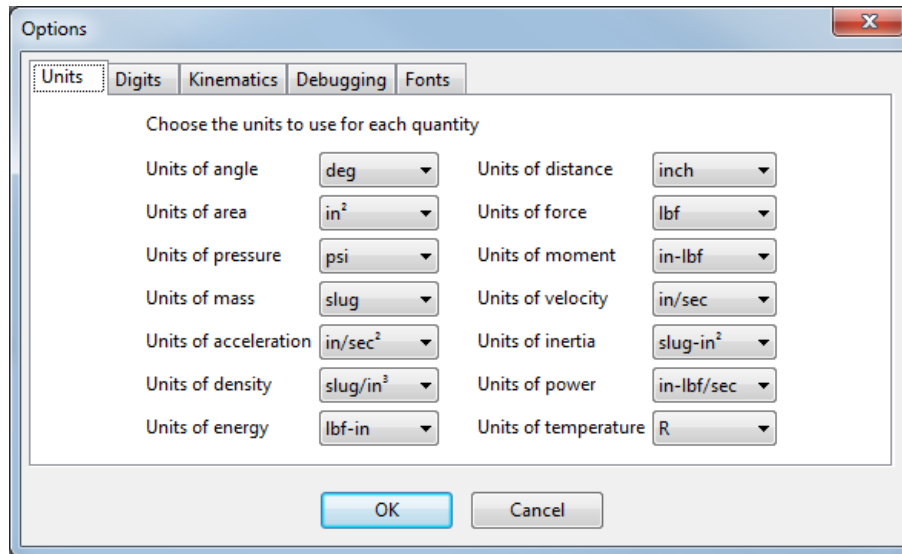 Options
Units Digits Kinematics Debugging Fonts
Choose the units to use for each quantity
Units of angle deg Units of distance inch
Units of area in² Units of force lbf
Units of pressure psi Units of moment in-lbf
Units of mass slug Units of velocity in/sec
Units of acceleration in/sec² Units of inertia slug-in²
Units of density slug/in³ Units of power in-lbf/sec
Units of energy lbf-in Units of temperature R
OK Cancel